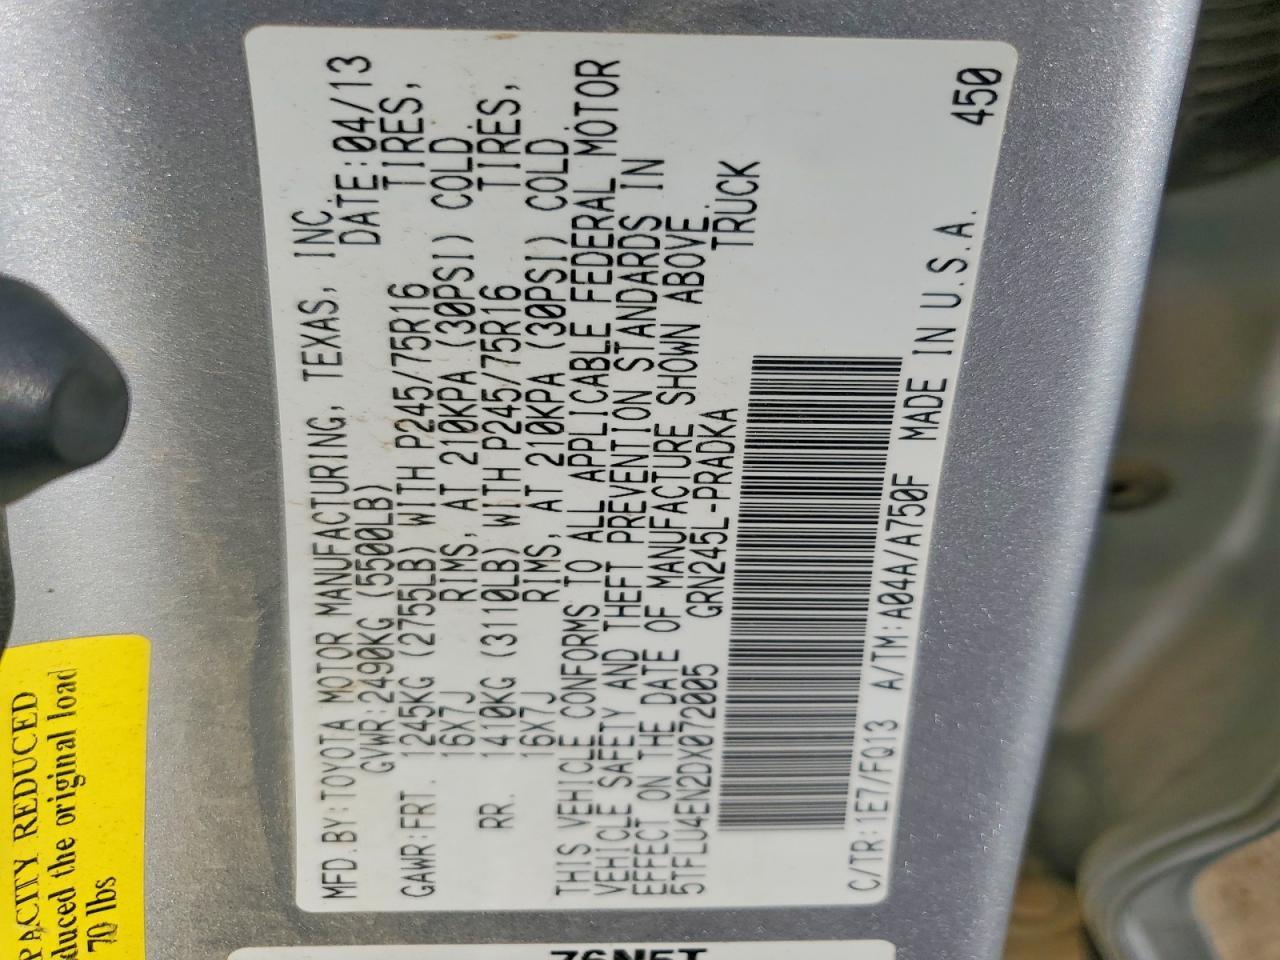 MFD.BY:TOYOTA MOTOR MANUFACTURING, TEXAS, INC.
GVWR:2490KG (5500LB) DATE:04/13
GAWR:FRT. 1245KG (2755LB) WITH P245/75R16 TIRES,
16X7J RIMS, AT 210KPA (30PSI) COLD
RR. 1410KG (3110LB) WITH P245/75R16 TIRES,
16X7J RIMS, AT 210KPA (30PSI) COLD
THIS VEHICLE CONFORMS TO ALL APPLICABLE FEDERAL MOTOR
VEHICLE SAFETY AND THEFT PREVENTION STANDARDS IN
EFFECT ON THE DATE OF MANUFACTURE SHOWN ABOVE.
5TFLU4EN2DX072005 GRN245L-PRADKA TRUCK
C/TR:1E7/FQ13 A/TM:A04A/A750F MADE IN U.S.A. 450
PACITY REDUCED
duced the original load
70 lbs
76N5T